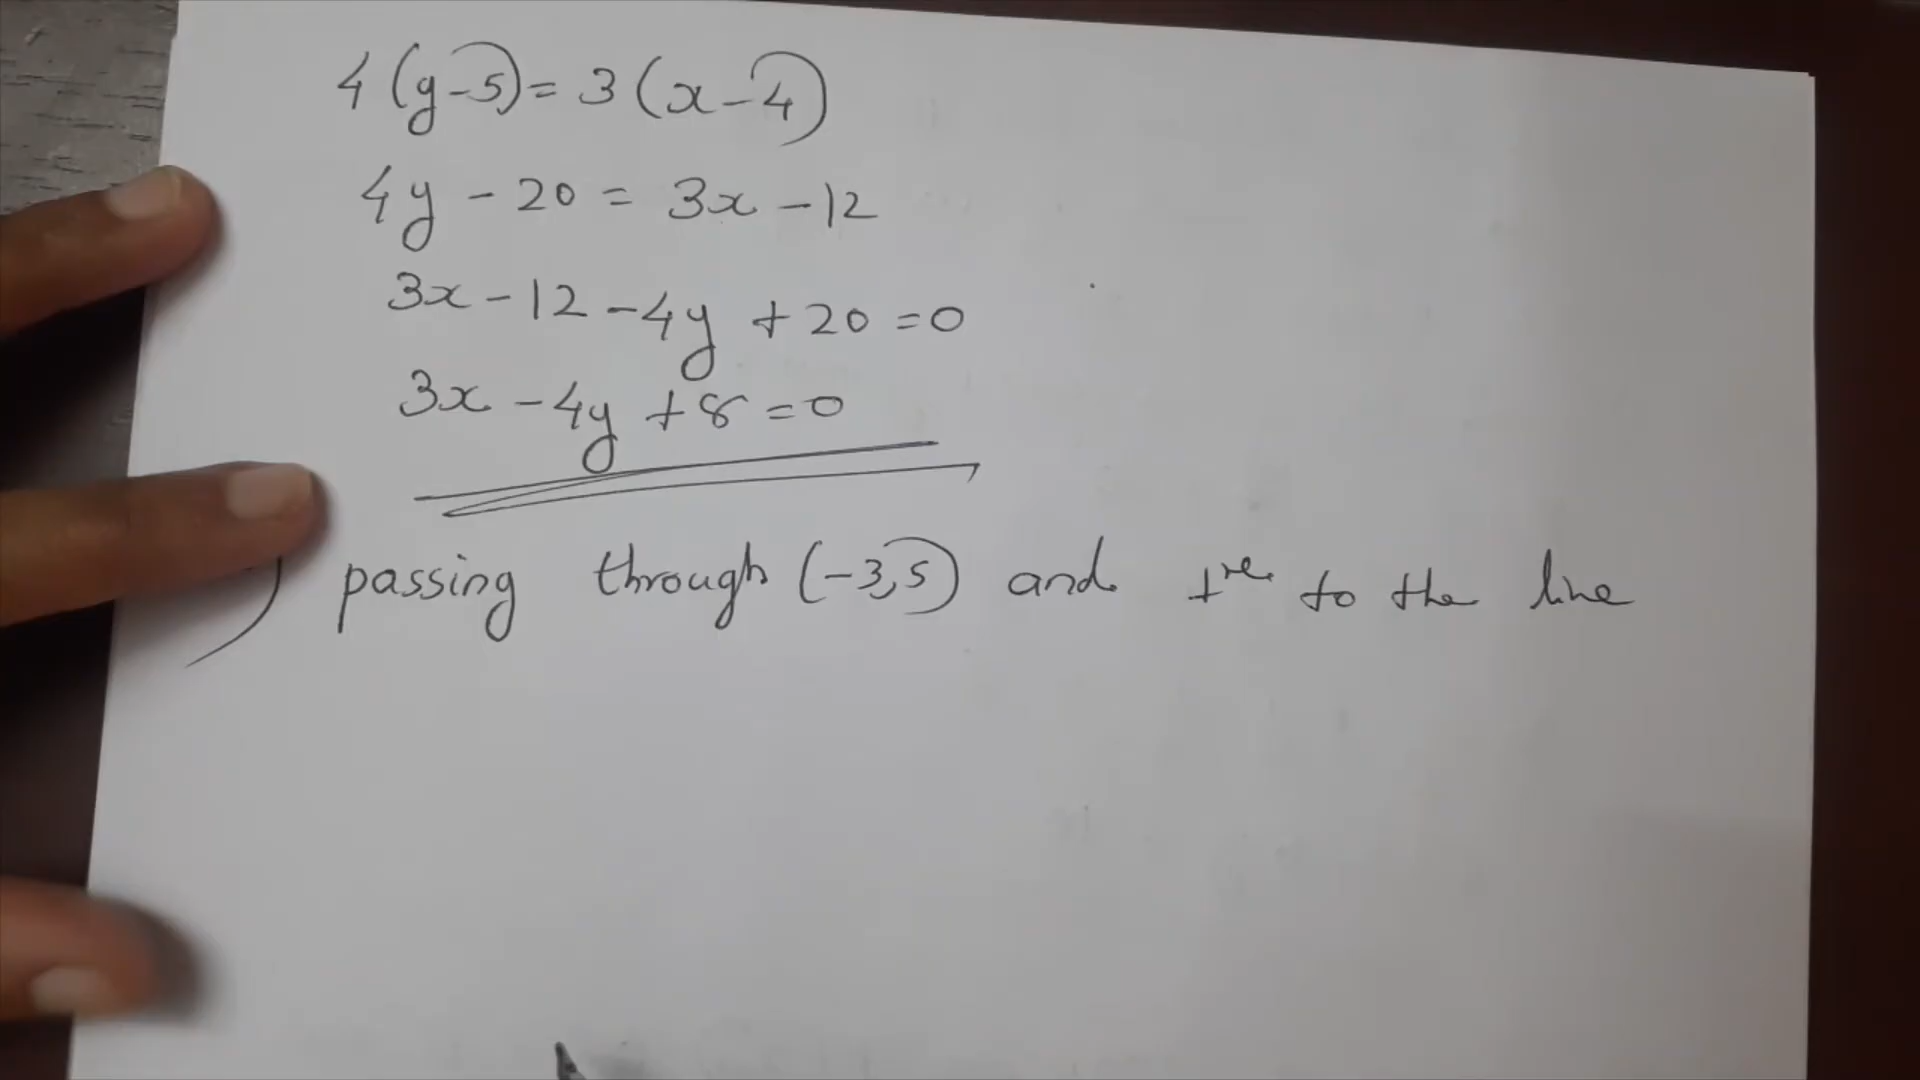 4(y-5) = 3(x-4)
4y - 20 = 3x - 12
3x - 12 - 4y + 20 = 0
3x - 4y + 8 = 0
) passing through (-3,5) and ⊥re to the line